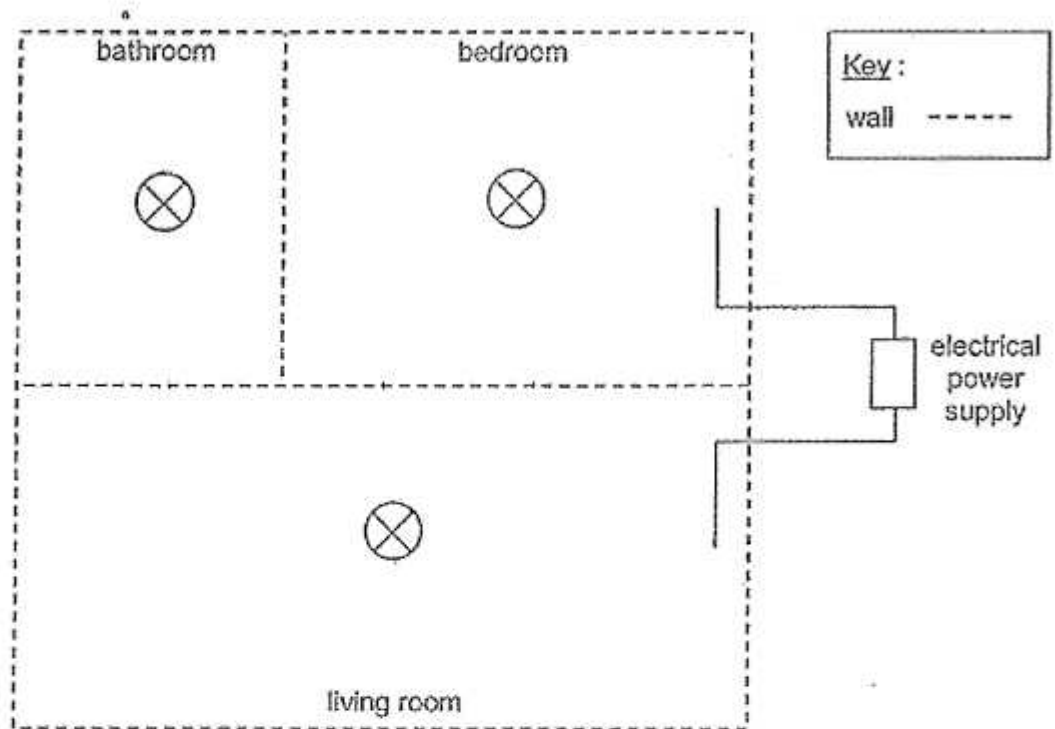 bathroom
bedroom
Key :
wall
electrical
power
supply
living room